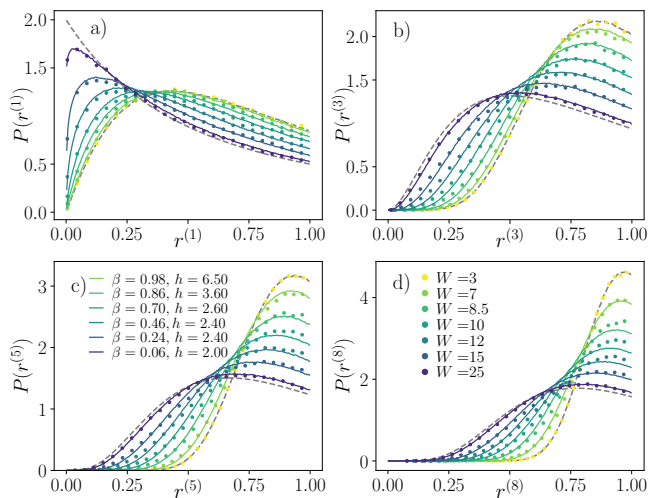 a)
P(r^{(1)})
2.0
1.5
1.0
0.5
0.0
0.00 0.25 0.50 0.75 1.00
r^{(1)}
b)
P(r^{(3)})
2.0
1.5
1.0
0.5
0.0
0.00 0.25 0.50 0.75 1.00
r^{(3)}
c)
P(r^{(5)})
5
3
2
1
0
β = 0.98, h = 6.50
β = 0.86, h = 3.60
β = 0.70, h = 2.60
β = 0.46, h = 2.40
β = 0.24, h = 2.40
β = 0.06, h = 2.00
0.00 0.25 0.50 0.75 1.00
r^{(5)}
d)
P(r^{(8)})
4
2
0
W =3
W =7
W =8.5
W =10
W =12
W =15
W =25
0.00 0.25 0.50 0.75 1.00
r^{(8)}